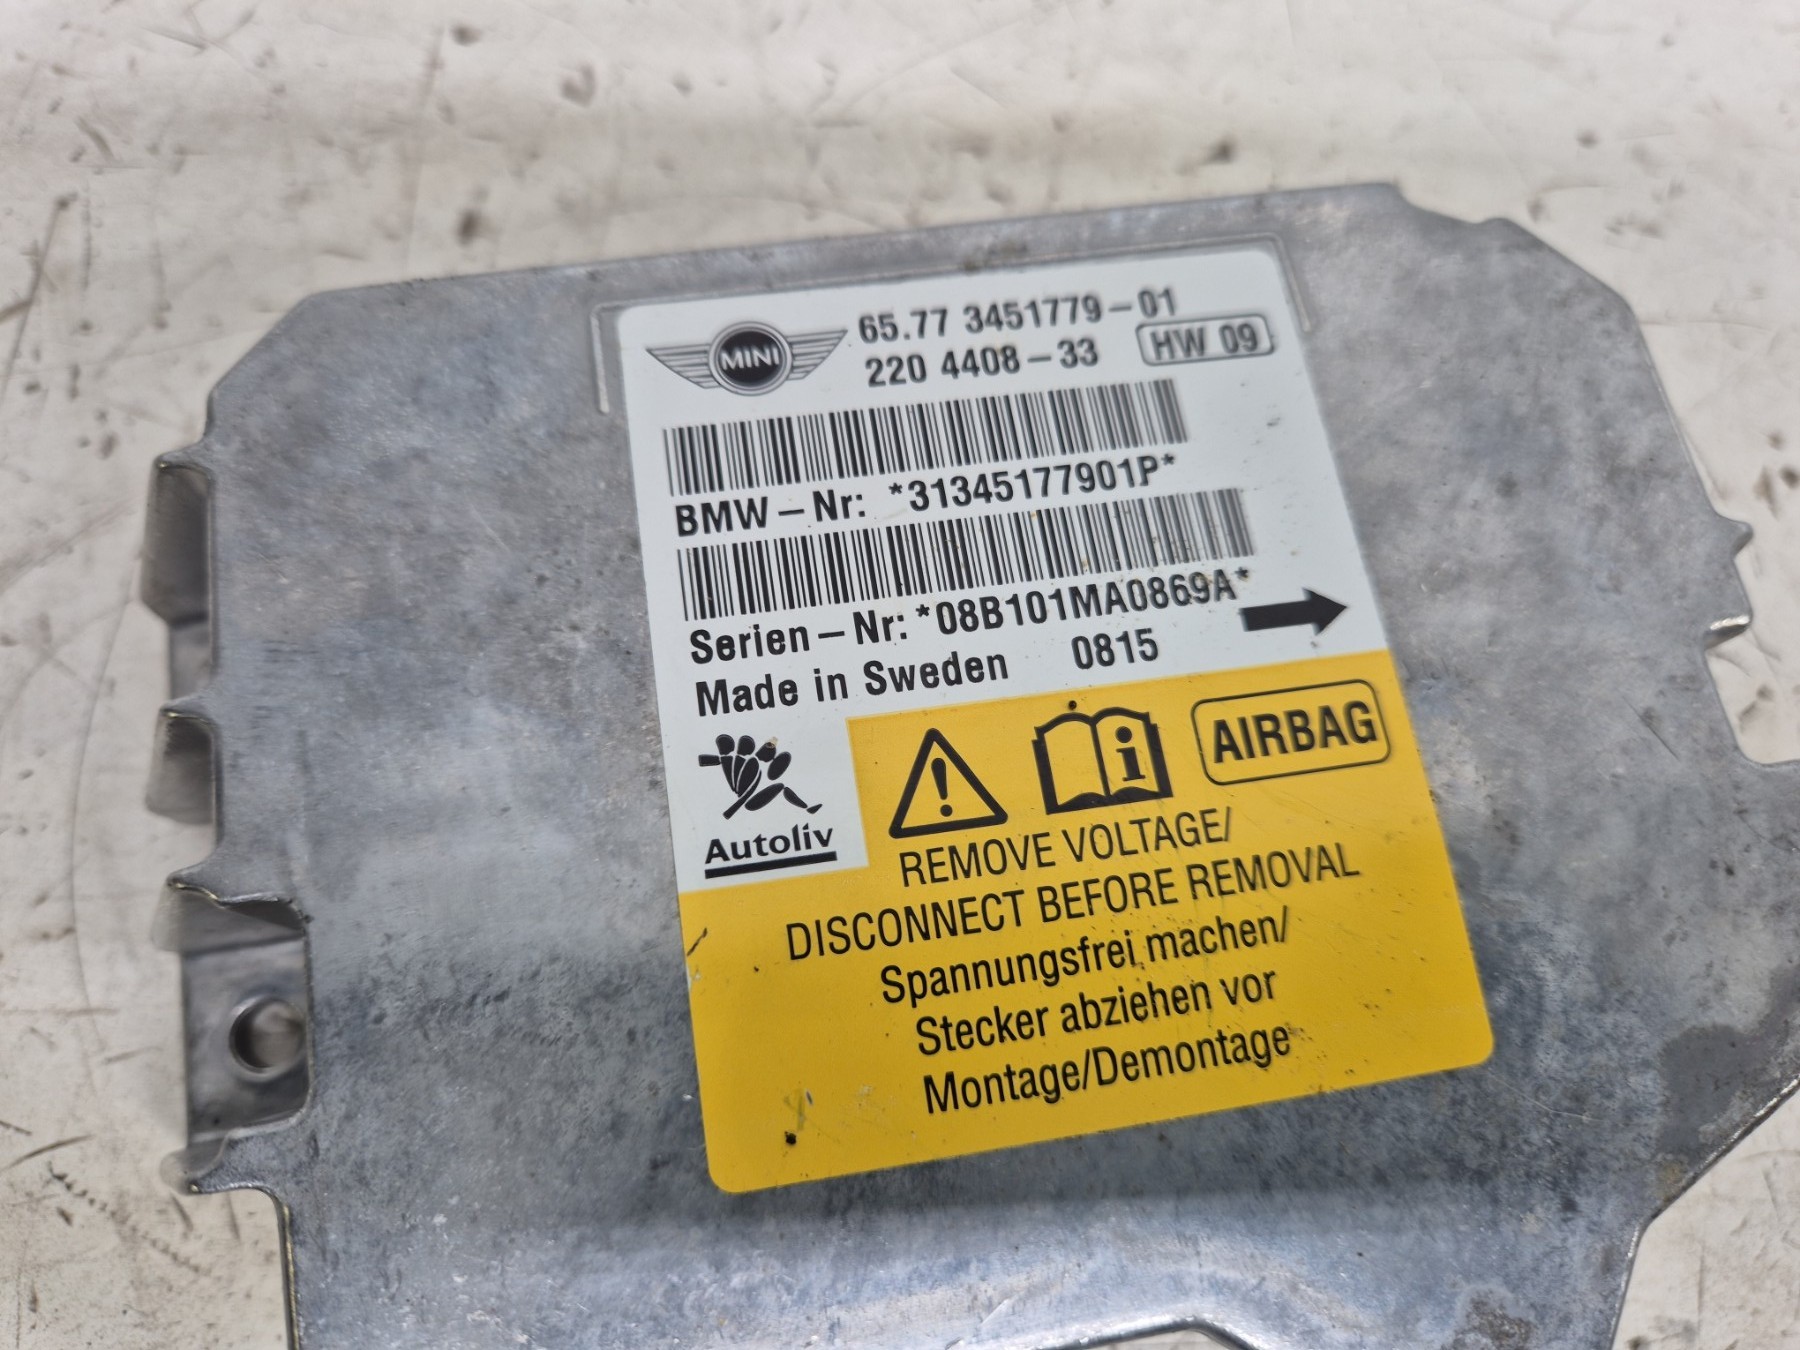 MINI
65.77 3451779-01
220 4408-33 HW 09
BMW-Nr: *31345177901P*
Serien-Nr: *08B101MA0869A*
Made in Sweden 0815
Autoliv
AIRBAG
REMOVE VOLTAGE/
DISCONNECT BEFORE REMOVAL
Spannungsfrei machen/
Stecker abziehen vor
Montage/Demontage